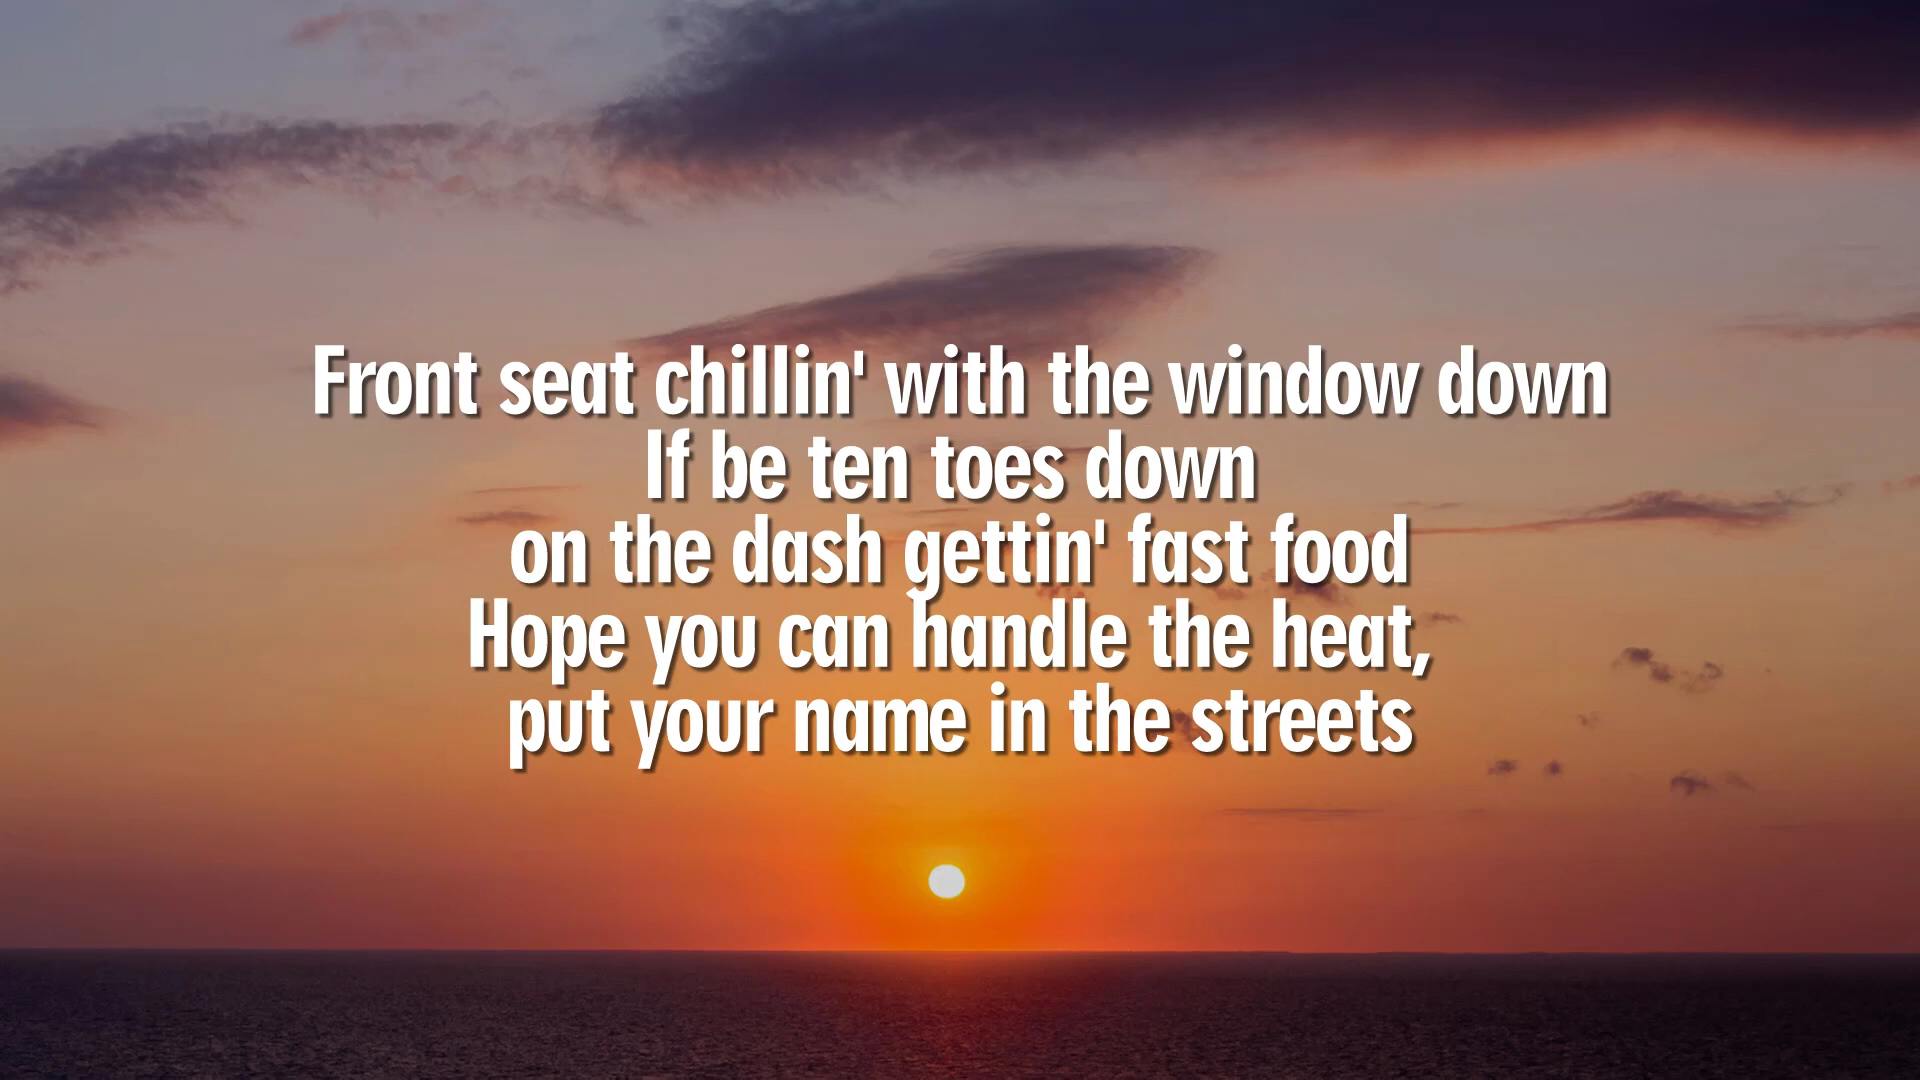 Front seat chillin' with the window down
If be ten toes down
on the dash gettin' fast food
Hope you can handle the heat,
put your name in the streets